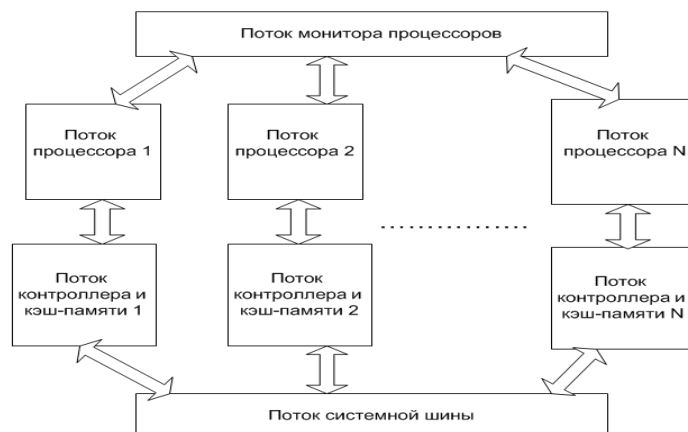 Поток монитора процессоров
Поток
процессора 1
Поток
процессора 2
Поток
процессора N
Поток
контроллера и
кэш-памяти 1
Поток
контроллера и
кэш-памяти 2
Поток
контроллера и
кэш-памяти N
Поток системной шины